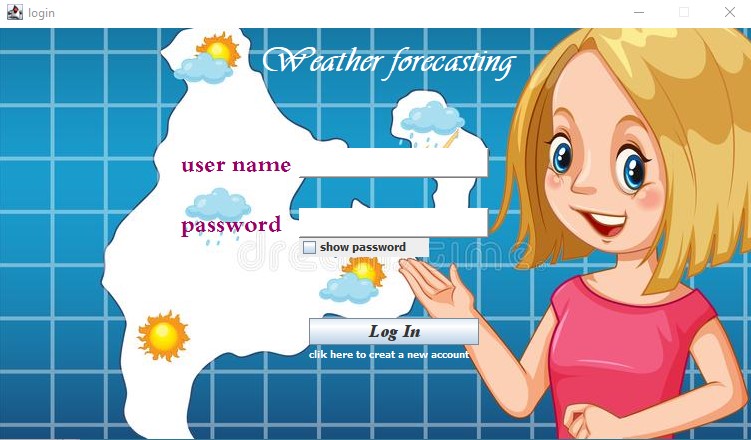 login
Weather forecasting
user name
password
show password
dreamstime.
Log In
clik here to creat a new account